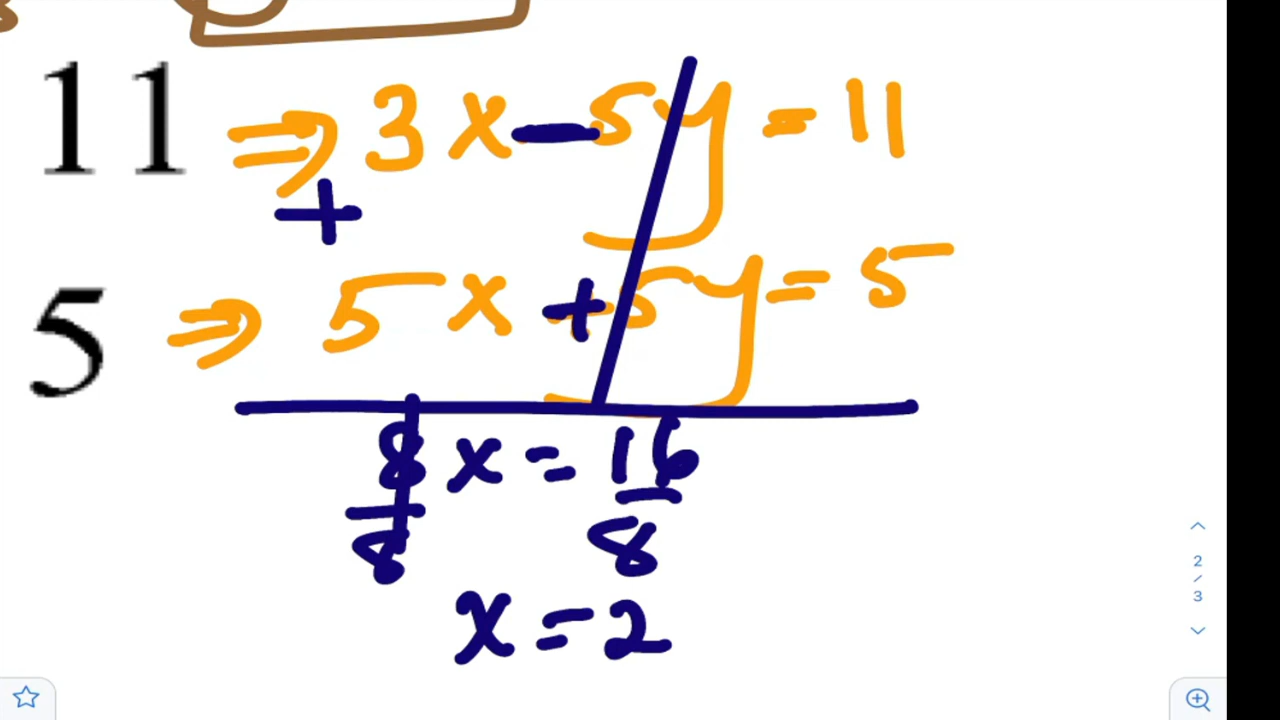 11 ⇒ 3x - 5y = 11
+
5 ⇒ 5x + 5y = 5
8x = 16
8 8
x = 2
2
/
3